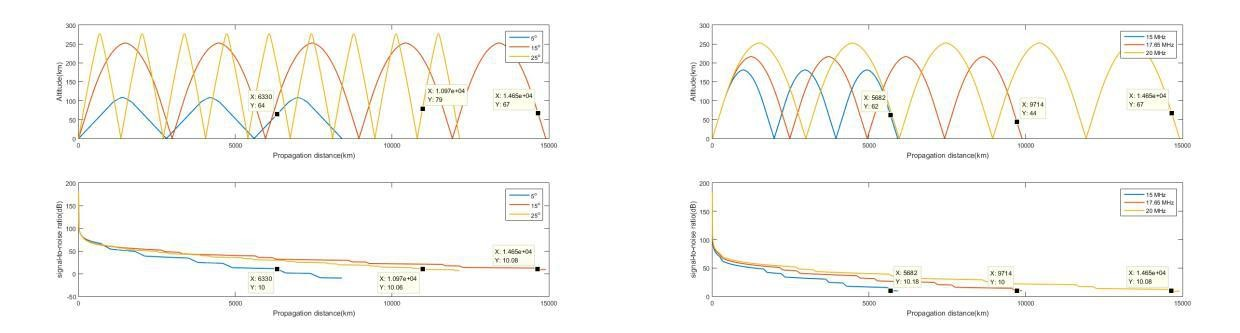 300
250
200
150
100
50
0
Altitude(km)
0 5000 10000 15000
Propagation distance(km)
5°
15°
25°
X: 6330
Y: 64
X: 1.097e+04
Y: 79
X: 1.465e+04
Y: 67
300
250
200
150
100
50
0
Altitude(km)
0 5000 10000 15000
Propagation distance(km)
15 MHz
17.65 MHz
20 MHz
X: 5682
Y: 62
X: 9714
Y: 44
X: 1.465e+04
Y: 67
200
150
100
50
0
-50
signal-to-noise ratio(dB)
0 5000 10000 15000
Propagation distance(km)
5°
15°
25°
X: 6330
Y: 10
X: 1.097e+04
Y: 10.06
X: 1.465e+04
Y: 10.08
200
150
100
50
0
signal-to-noise ratio(dB)
0 5000 10000 15000
Propagation distance(km)
15 MHz
17.65 MHz
20 MHz
X: 5682
Y: 10.18
X: 9714
Y: 10
X: 1.465e+04
Y: 10.08